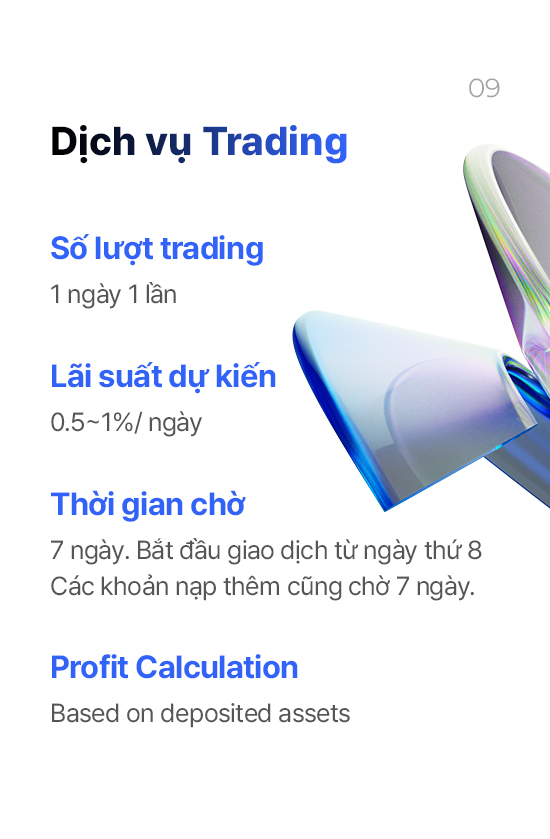 09
Dịch vụ Trading
Số lượt trading
1 ngày 1 lần
Lãi suất dự kiến
0.5~1%/ ngày
Thời gian chờ
7 ngày. Bắt đầu giao dịch từ ngày thứ 8
Các khoản nạp thêm cũng chờ 7 ngày.
Profit Calculation
Based on deposited assets